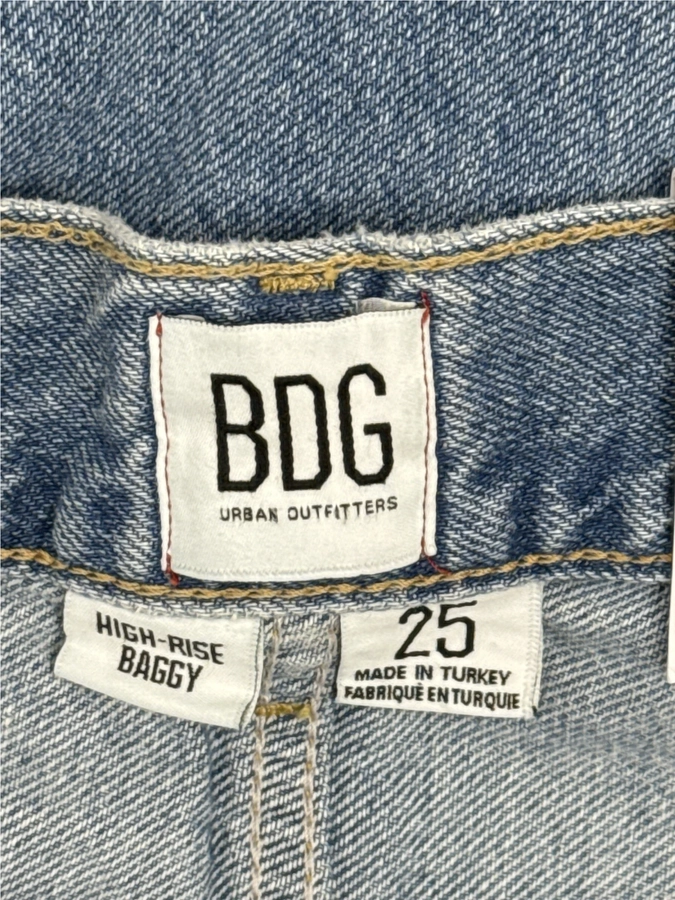 BDG
URBAN OUTFITTERS
HIGH-RISE
BAGGY
25
MADE IN TURKEY
FABRIQUÉ EN TURQUIE